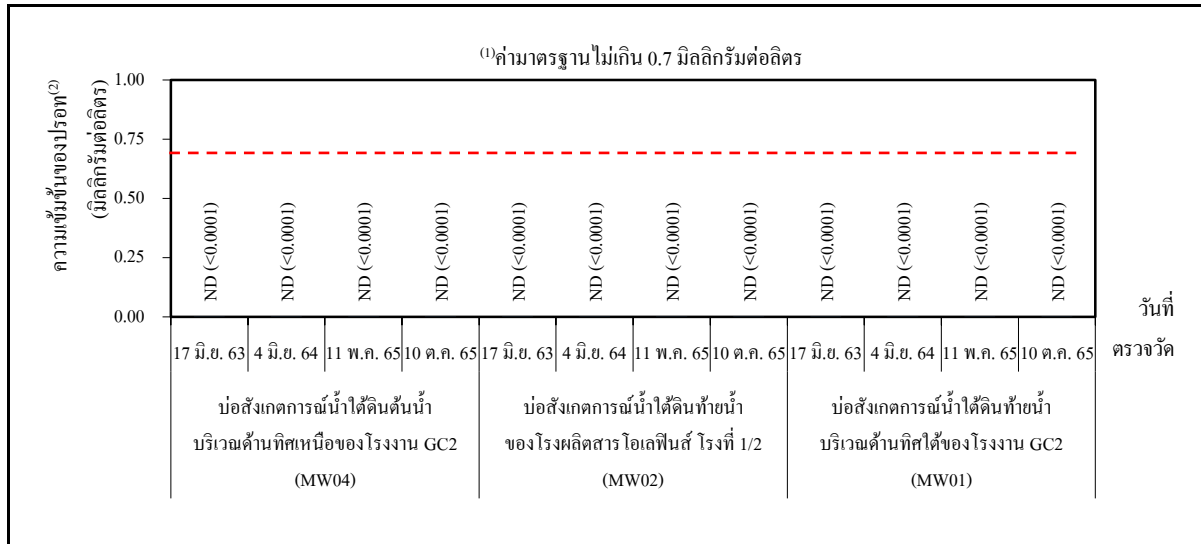 (1)ค่ามาตรฐานไม่เกิน 0.7 มิลลิกรัมต่อลิตร
ความเข้มข้นของปรอท(2)
(มิลลิกรัมต่อลิตร)
1.00
0.75
0.50
0.25
0.00
ND (<0.0001) ND (<0.0001) ND (<0.0001) ND (<0.0001) ND (<0.0001) ND (<0.0001) ND (<0.0001) ND (<0.0001) ND (<0.0001) ND (<0.0001) ND (<0.0001) ND (<0.0001)
17 มิ.ย. 63 4 มิ.ย. 64 11 พ.ค. 65 10 ต.ค. 65 17 มิ.ย. 63 4 มิ.ย. 64 11 พ.ค. 65 10 ต.ค. 65 17 มิ.ย. 63 4 มิ.ย. 64 11 พ.ค. 65 10 ต.ค. 65
วันที่
ตรวจวัด
บ่อสังเกตการณ์น้ำใต้ดินต้นน้ำ
บริเวณด้านทิศเหนือของโรงงาน GC2
(MW04)
บ่อสังเกตการณ์น้ำใต้ดินท้ายน้ำ
ของโรงผลิตสารโอเลฟินส์ โรงที่ 1/2
(MW02)
บ่อสังเกตการณ์น้ำใต้ดินท้ายน้ำ
บริเวณด้านทิศใต้ของโรงงาน GC2
(MW01)